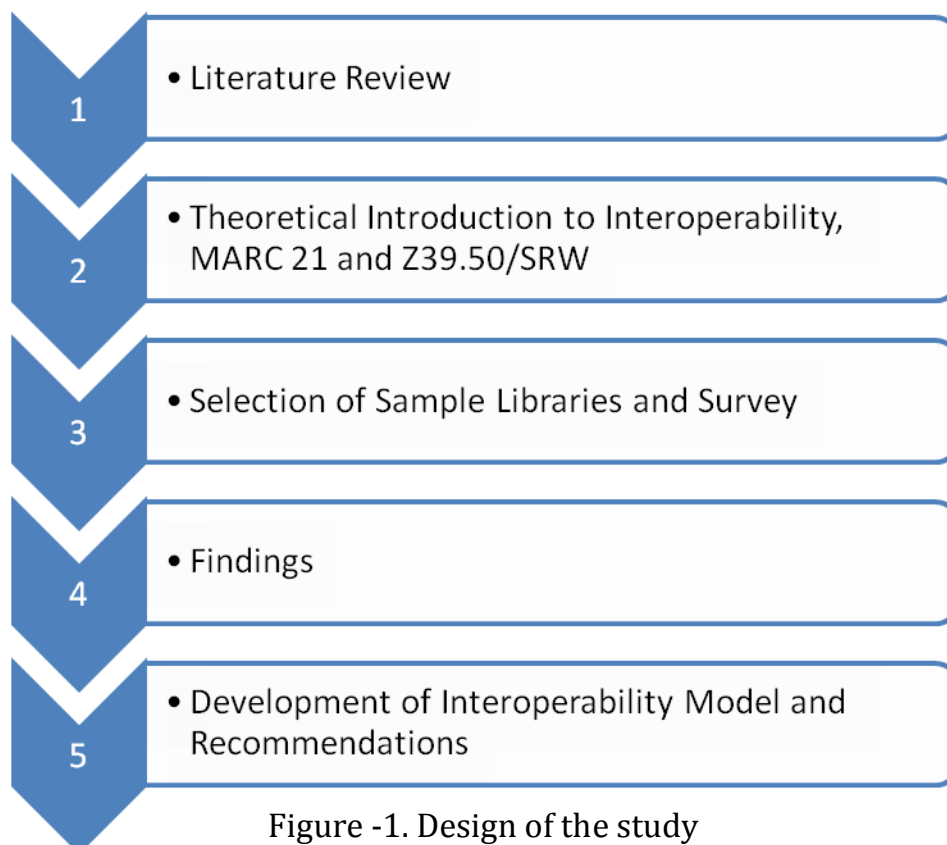 1
• Literature Review
2
• Theoretical Introduction to Interoperability,
MARC 21 and Z39.50/SRW
3
• Selection of Sample Libraries and Survey
4
• Findings
5
• Development of Interoperability Model and
Recommendations
Figure -1. Design of the study